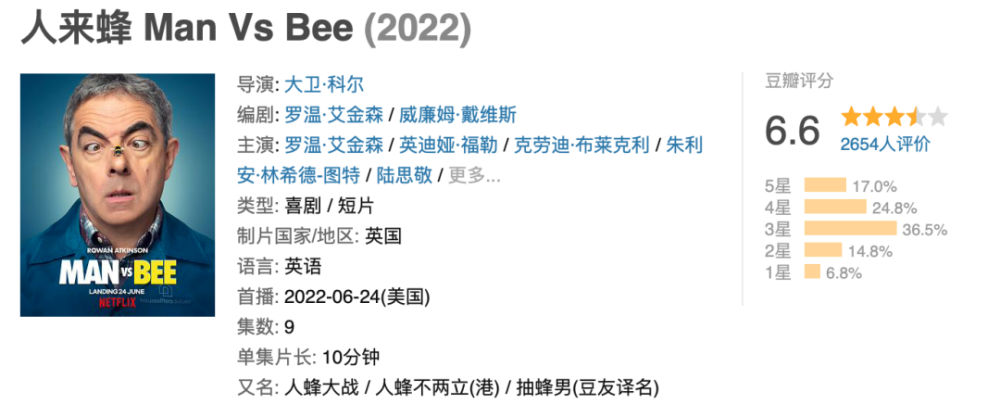 人来蜂 Man Vs Bee (2022)
ROWAN ATKINSON
MAN VS BEE
LANDING 24 JUNE
NETFLIX
导演: 大卫·科尔
编剧: 罗温·艾金森 / 威廉姆·戴维斯
主演: 罗温·艾金森 / 英迪娅·福勒 / 克劳迪·布莱克利 / 朱利
安·林希德-图特 / 陆思敬 / 更多...
类型: 喜剧 / 短片
制片国家/地区: 英国
语言: 英语
首播: 2022-06-24(美国)
集数: 9
单集片长: 10分钟
又名: 人蜂大战 / 人蜂不两立(港) / 抽蜂男(豆友译名)
豆瓣评分
6.6
2654人评价
5星 17.0%
4星 24.8%
3星 36.5%
2星 14.8%
1星 6.8%